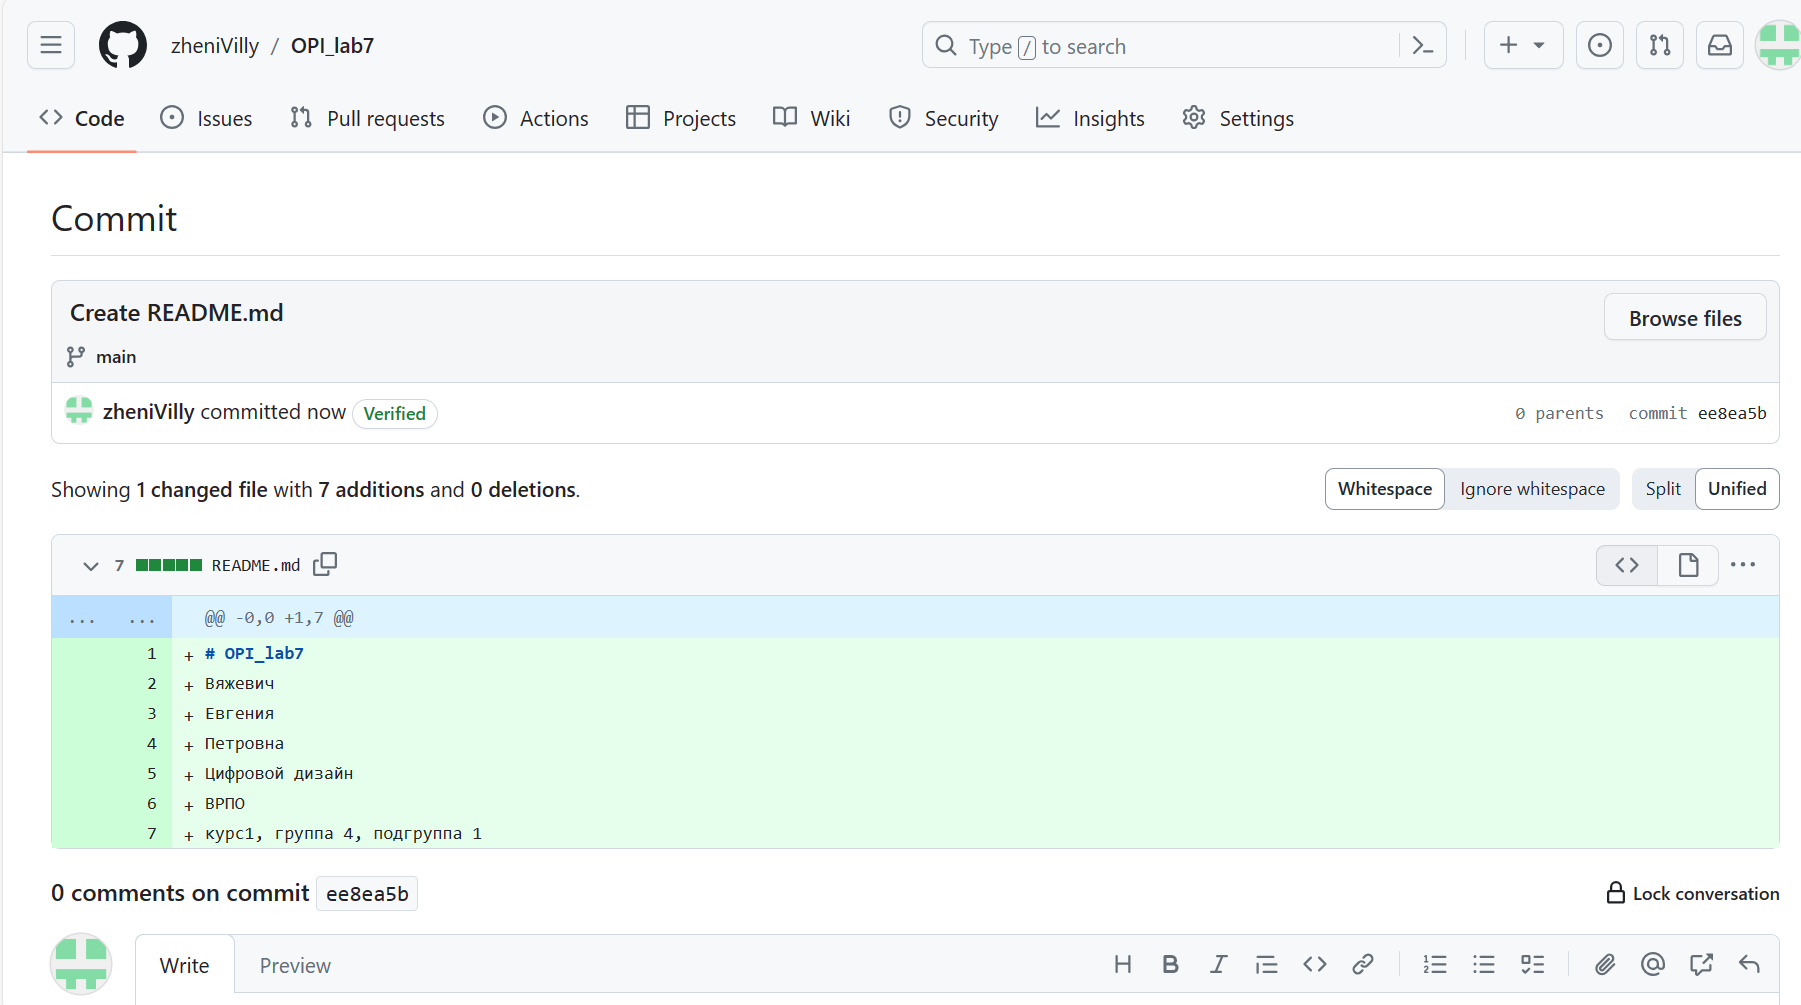 zheniVilly / OPI_lab7
Type / to search
Code Issues Pull requests Actions Projects Wiki Security Insights Settings
Commit
Create README.md
Browse files
main
zheniVilly committed now Verified
0 parents commit ee8ea5b
Showing 1 changed file with 7 additions and 0 deletions.
Whitespace Ignore whitespace Split Unified
7 README.md
... ... @@ -0,0 +1,7 @@
1 + # OPI_lab7
2 + Вяжевич
3 + Евгения
4 + Петровна
5 + Цифровой дизайн
6 + ВРПО
7 + курс1, группа 4, подгруппа 1
0 comments on commit ee8ea5b
Lock conversation
Write Preview